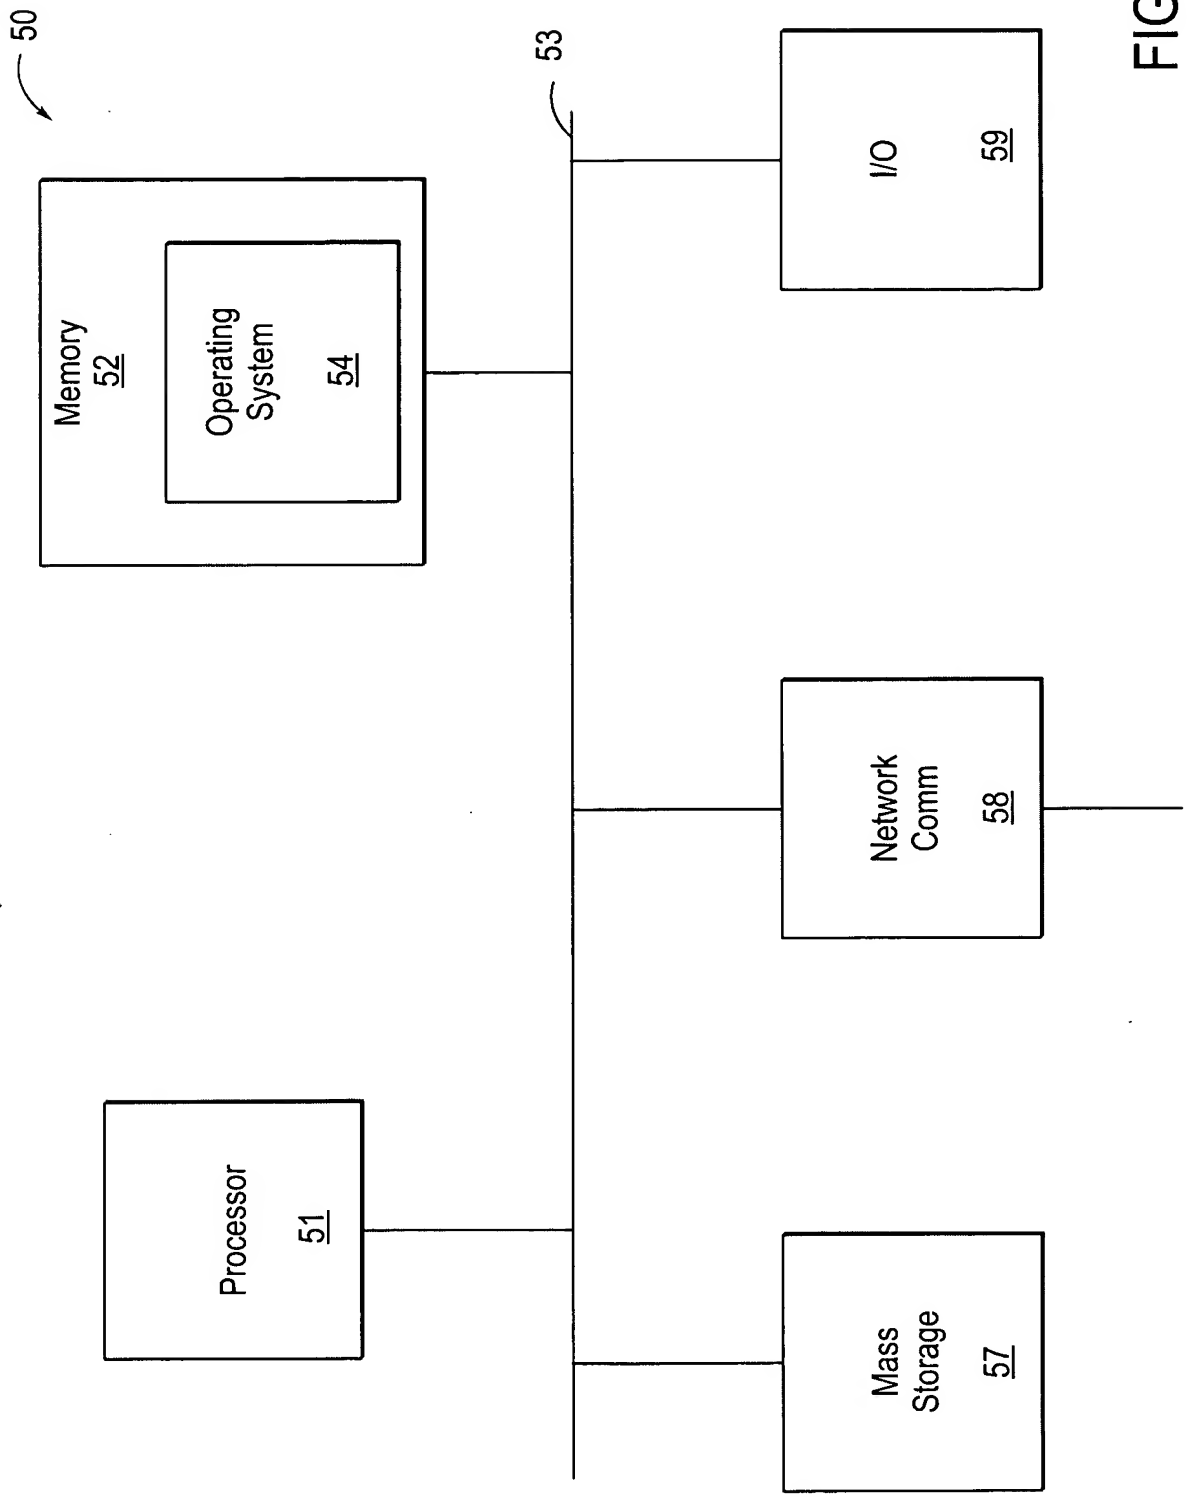 50
Processor
51
Memory
52
Operating
System
54
53
Mass
Storage
57
Network
Comm
58
I/O
59
FIG